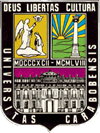 DEUS LIBERTAS CULTURA
MDCCCXCII - MCMLVIII
UNIVERSITAS CARABOBENSIS